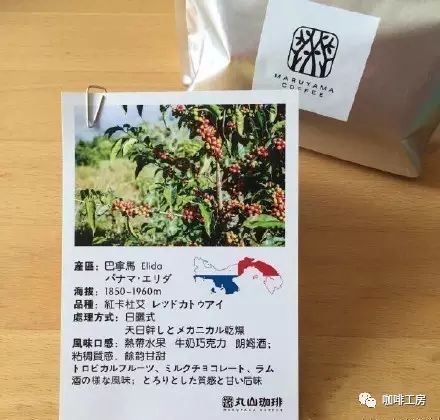 MARUYAMA
COFFEE
產區：巴拿馬 Elida
パナマ・エリダ
海拔：1850-1960m
品種：紅卡杜艾 レッドカトゥアイ
處理方式：日曬式
天日幹しとメカニカル乾燥
風味口感：熱帶水果 牛奶巧克力 朗姆酒；
粘稠質感．餘韵甘甜
トロピカルフルーツ、ミルクチョコレート、ラム
酒の様な風味；とろりとした質感と甘い后味
丸山珈琲
MARUYAMA COFFEE
咖啡工房